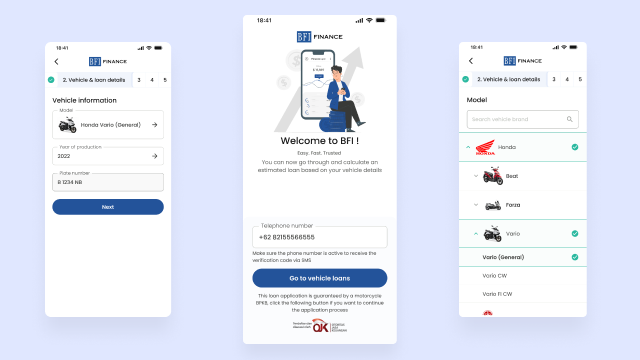 18:41
BFI FINANCE
2. Vehicle & loan details 3 4 5
Vehicle information
Model
Honda Vario (General)
Year of production
2022
Plate number
B 1234 NB
Next
18:41
BFI FINANCE
Welcome to BFI !
Easy. Fast. Trusted
You can now go through and calculate an
estimated loan based on your vehicle details
Telephone number
+62 82155566555
Make sure the phone number is active to receive the
verification code via SMS
Go to vehicle loans
This loan application is guaranteed by a motorcycle
BPKB, click the following button if you want to continue
the application process
18:41
BFI FINANCE
2. Vehicle & loan details 3 4 5
Model
Search vehicle brand
HONDA
Honda
Beat
Forza
Vario
Vario (General)
Vario CW
Vario FI CW